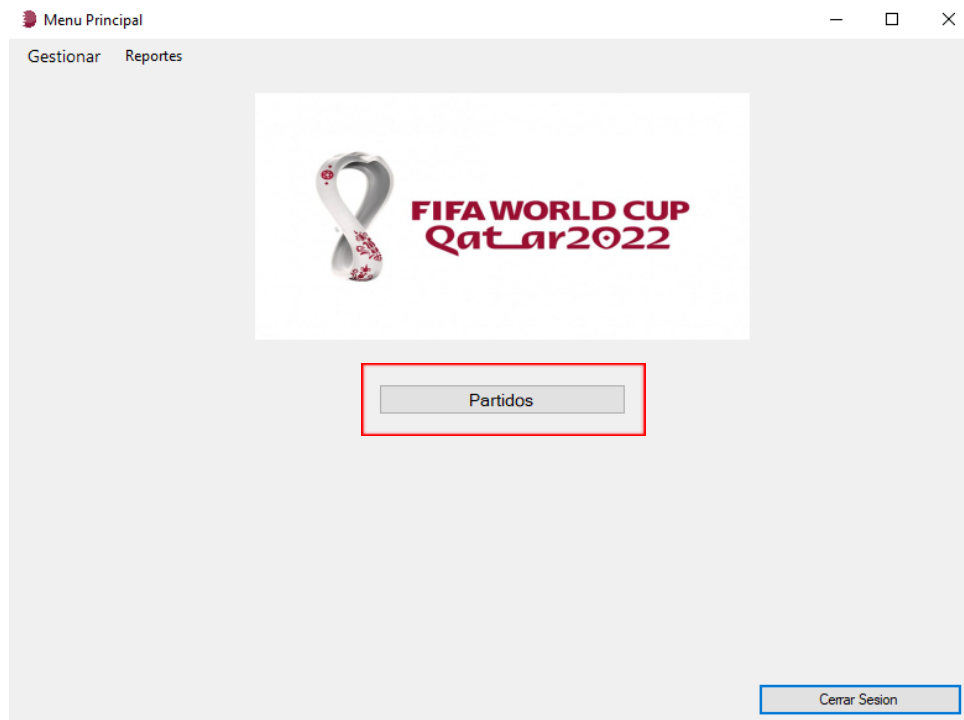 Menu Principal
Gestionar Reportes
FIFA WORLD CUP
Qatar2022
Partidos
Cerrar Sesion